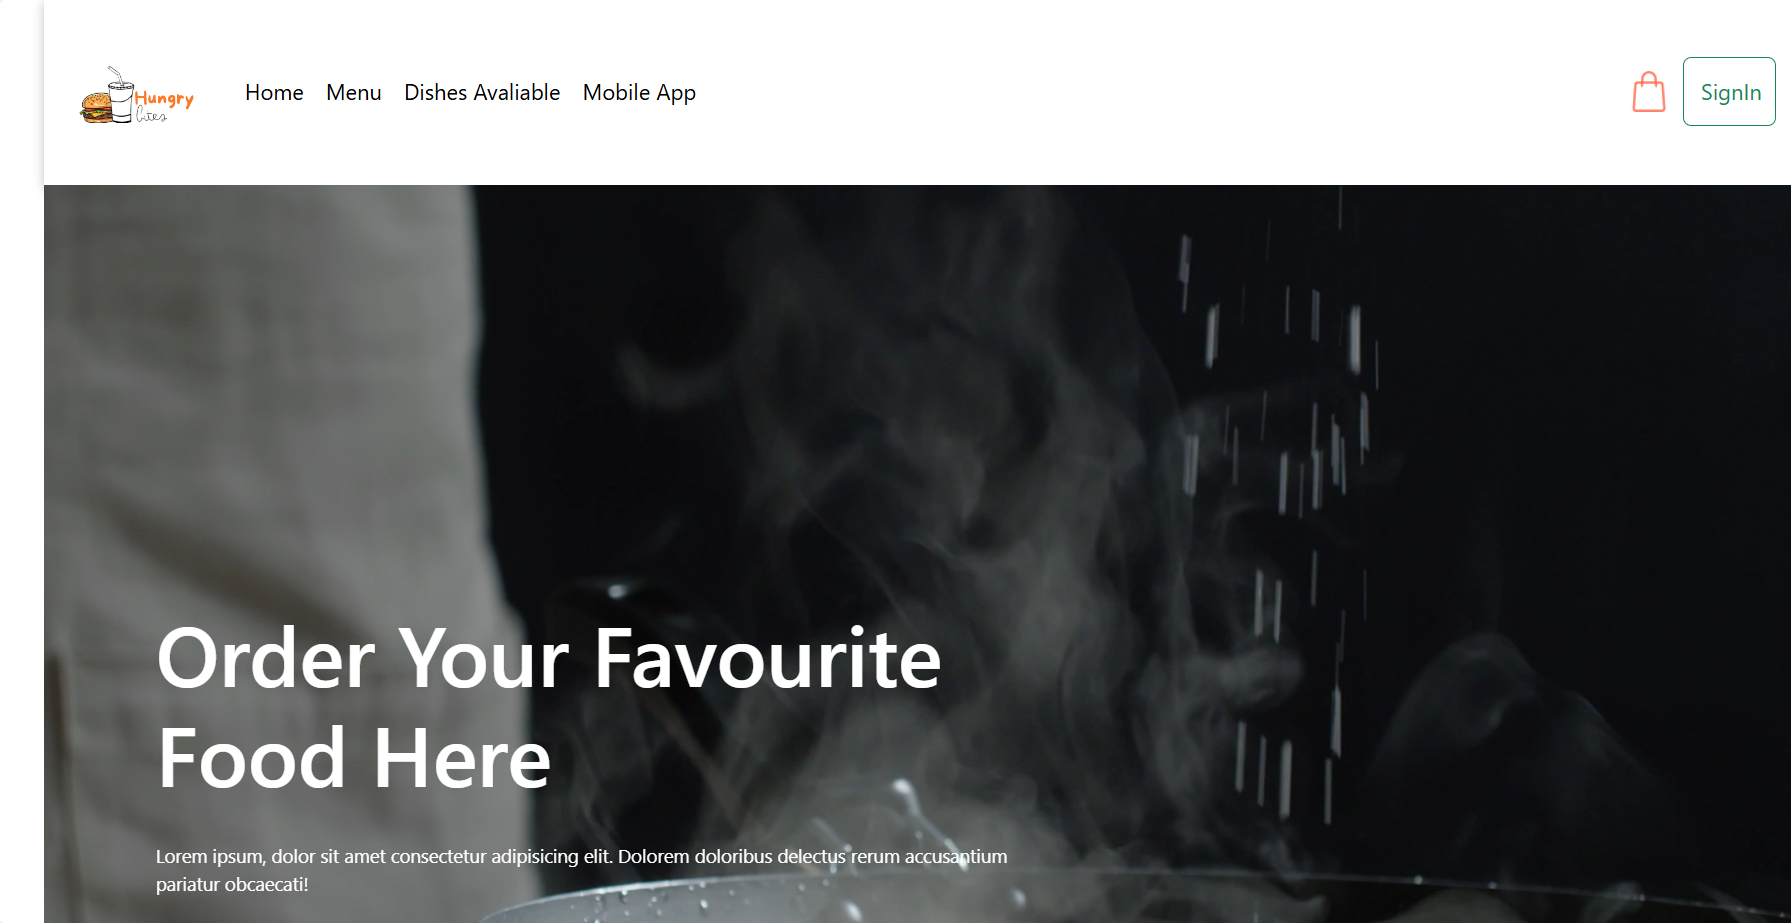 Hungry
bites
Home Menu Dishes Avaliable Mobile App
SignIn
Order Your Favourite
Food Here
Lorem ipsum, dolor sit amet consectetur adipisicing elit. Dolorem doloribus delectus rerum accusantium
pariatur obcaecati!